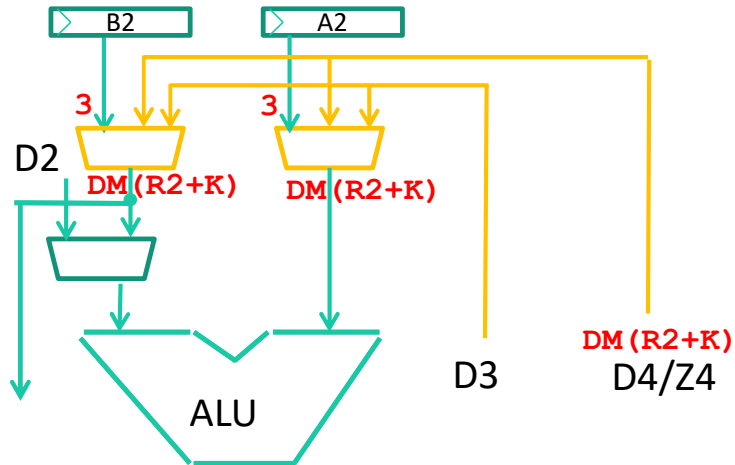 B2
A2
3
3
D2
DM(R2+K)
DM(R2+K)
DM(R2+K)
D3
D4/Z4
ALU